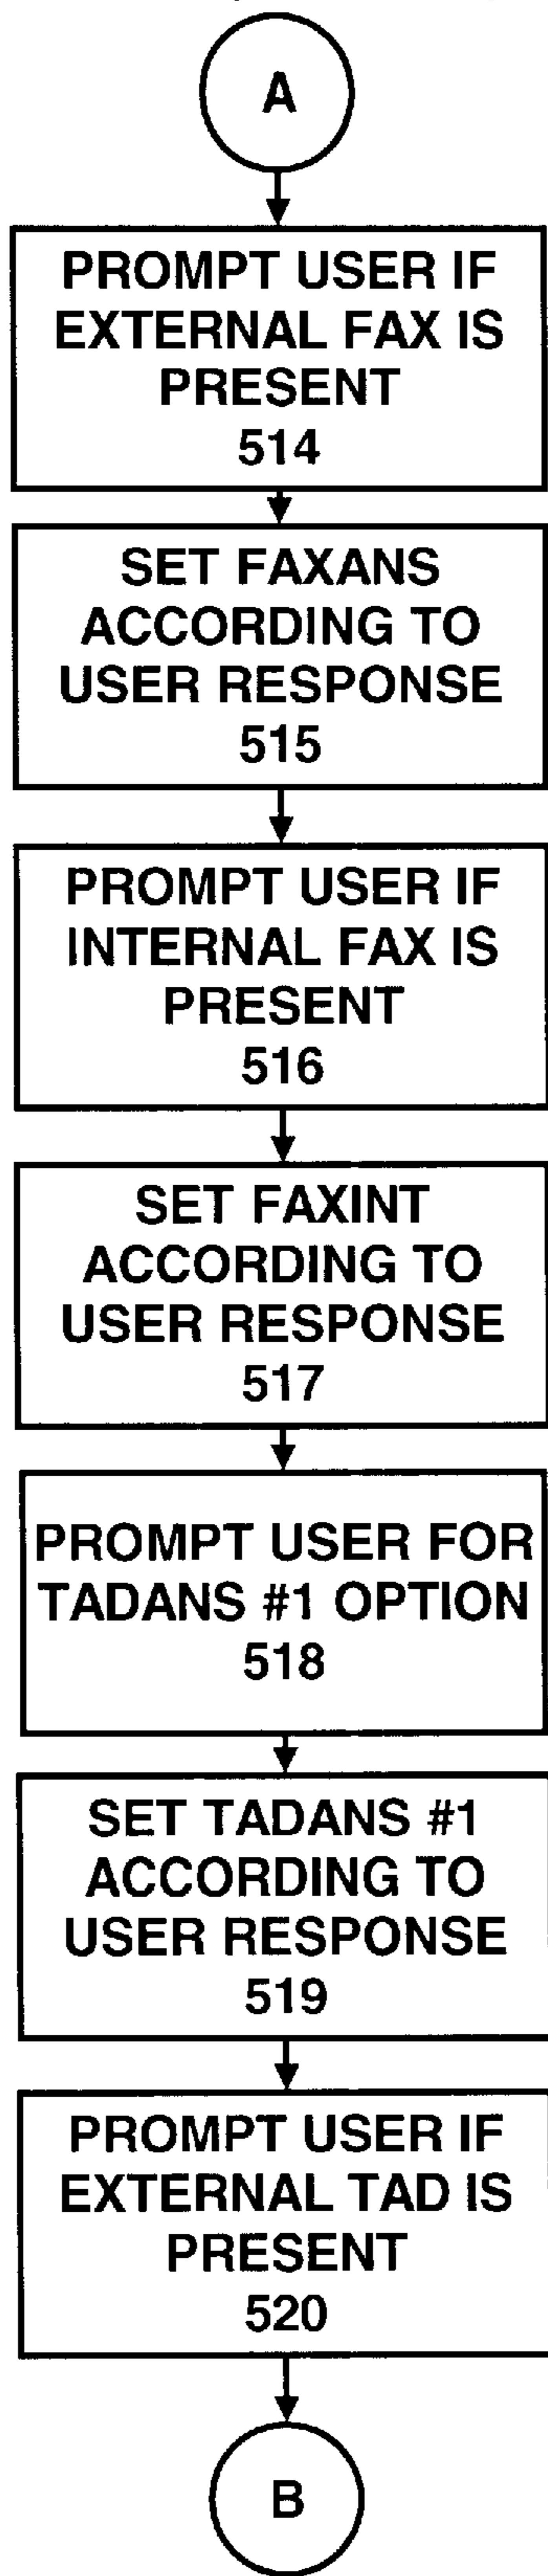 A
PROMPT USER IF
EXTERNAL FAX IS
PRESENT
514
SET FAXANS
ACCORDING TO
USER RESPONSE
515
PROMPT USER IF
INTERNAL FAX IS
PRESENT
516
SET FAXINT
ACCORDING TO
USER RESPONSE
517
PROMPT USER FOR
TADANS #1 OPTION
518
SET TADANS #1
ACCORDING TO
USER RESPONSE
519
PROMPT USER IF
EXTERNAL TAD IS
PRESENT
520
B